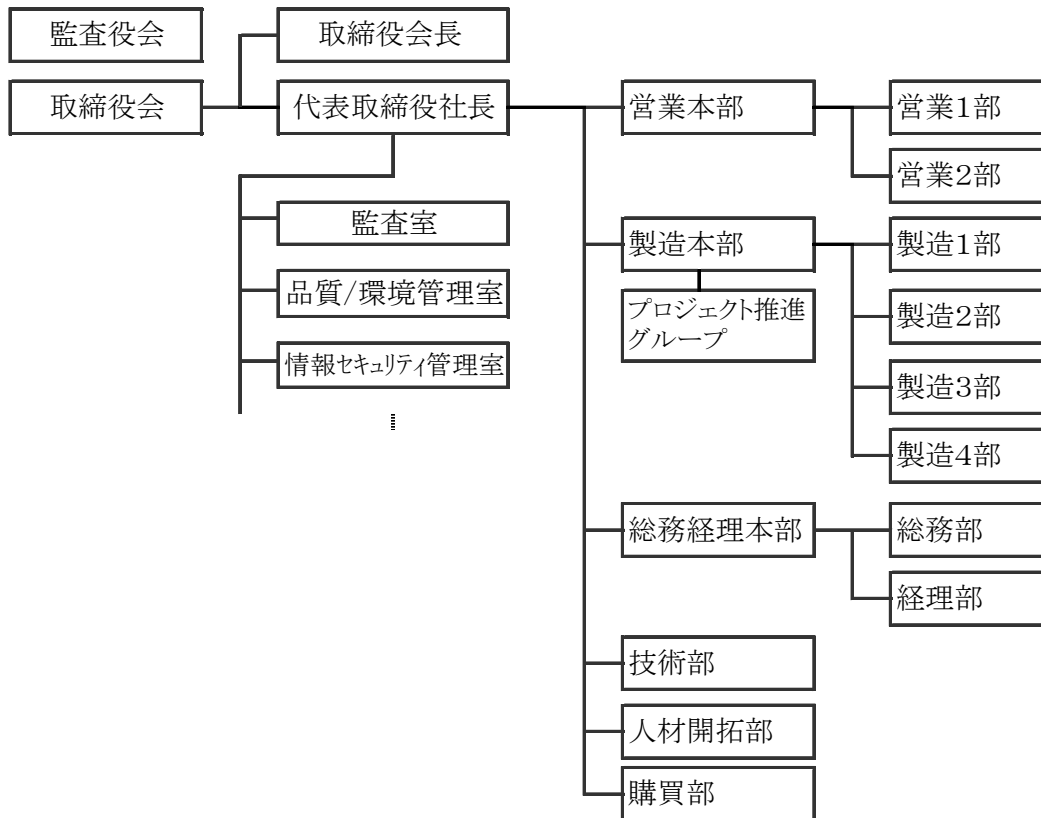 監査役会
取締役会長
取締役会
代表取締役社長
営業本部
営業1部
営業2部
監査室
品質/環境管理室
情報セキュリティ管理室
製造本部
プロジェクト推進
グループ
製造1部
製造2部
製造3部
製造4部
総務経理本部
総務部
経理部
技術部
人材開拓部
購買部